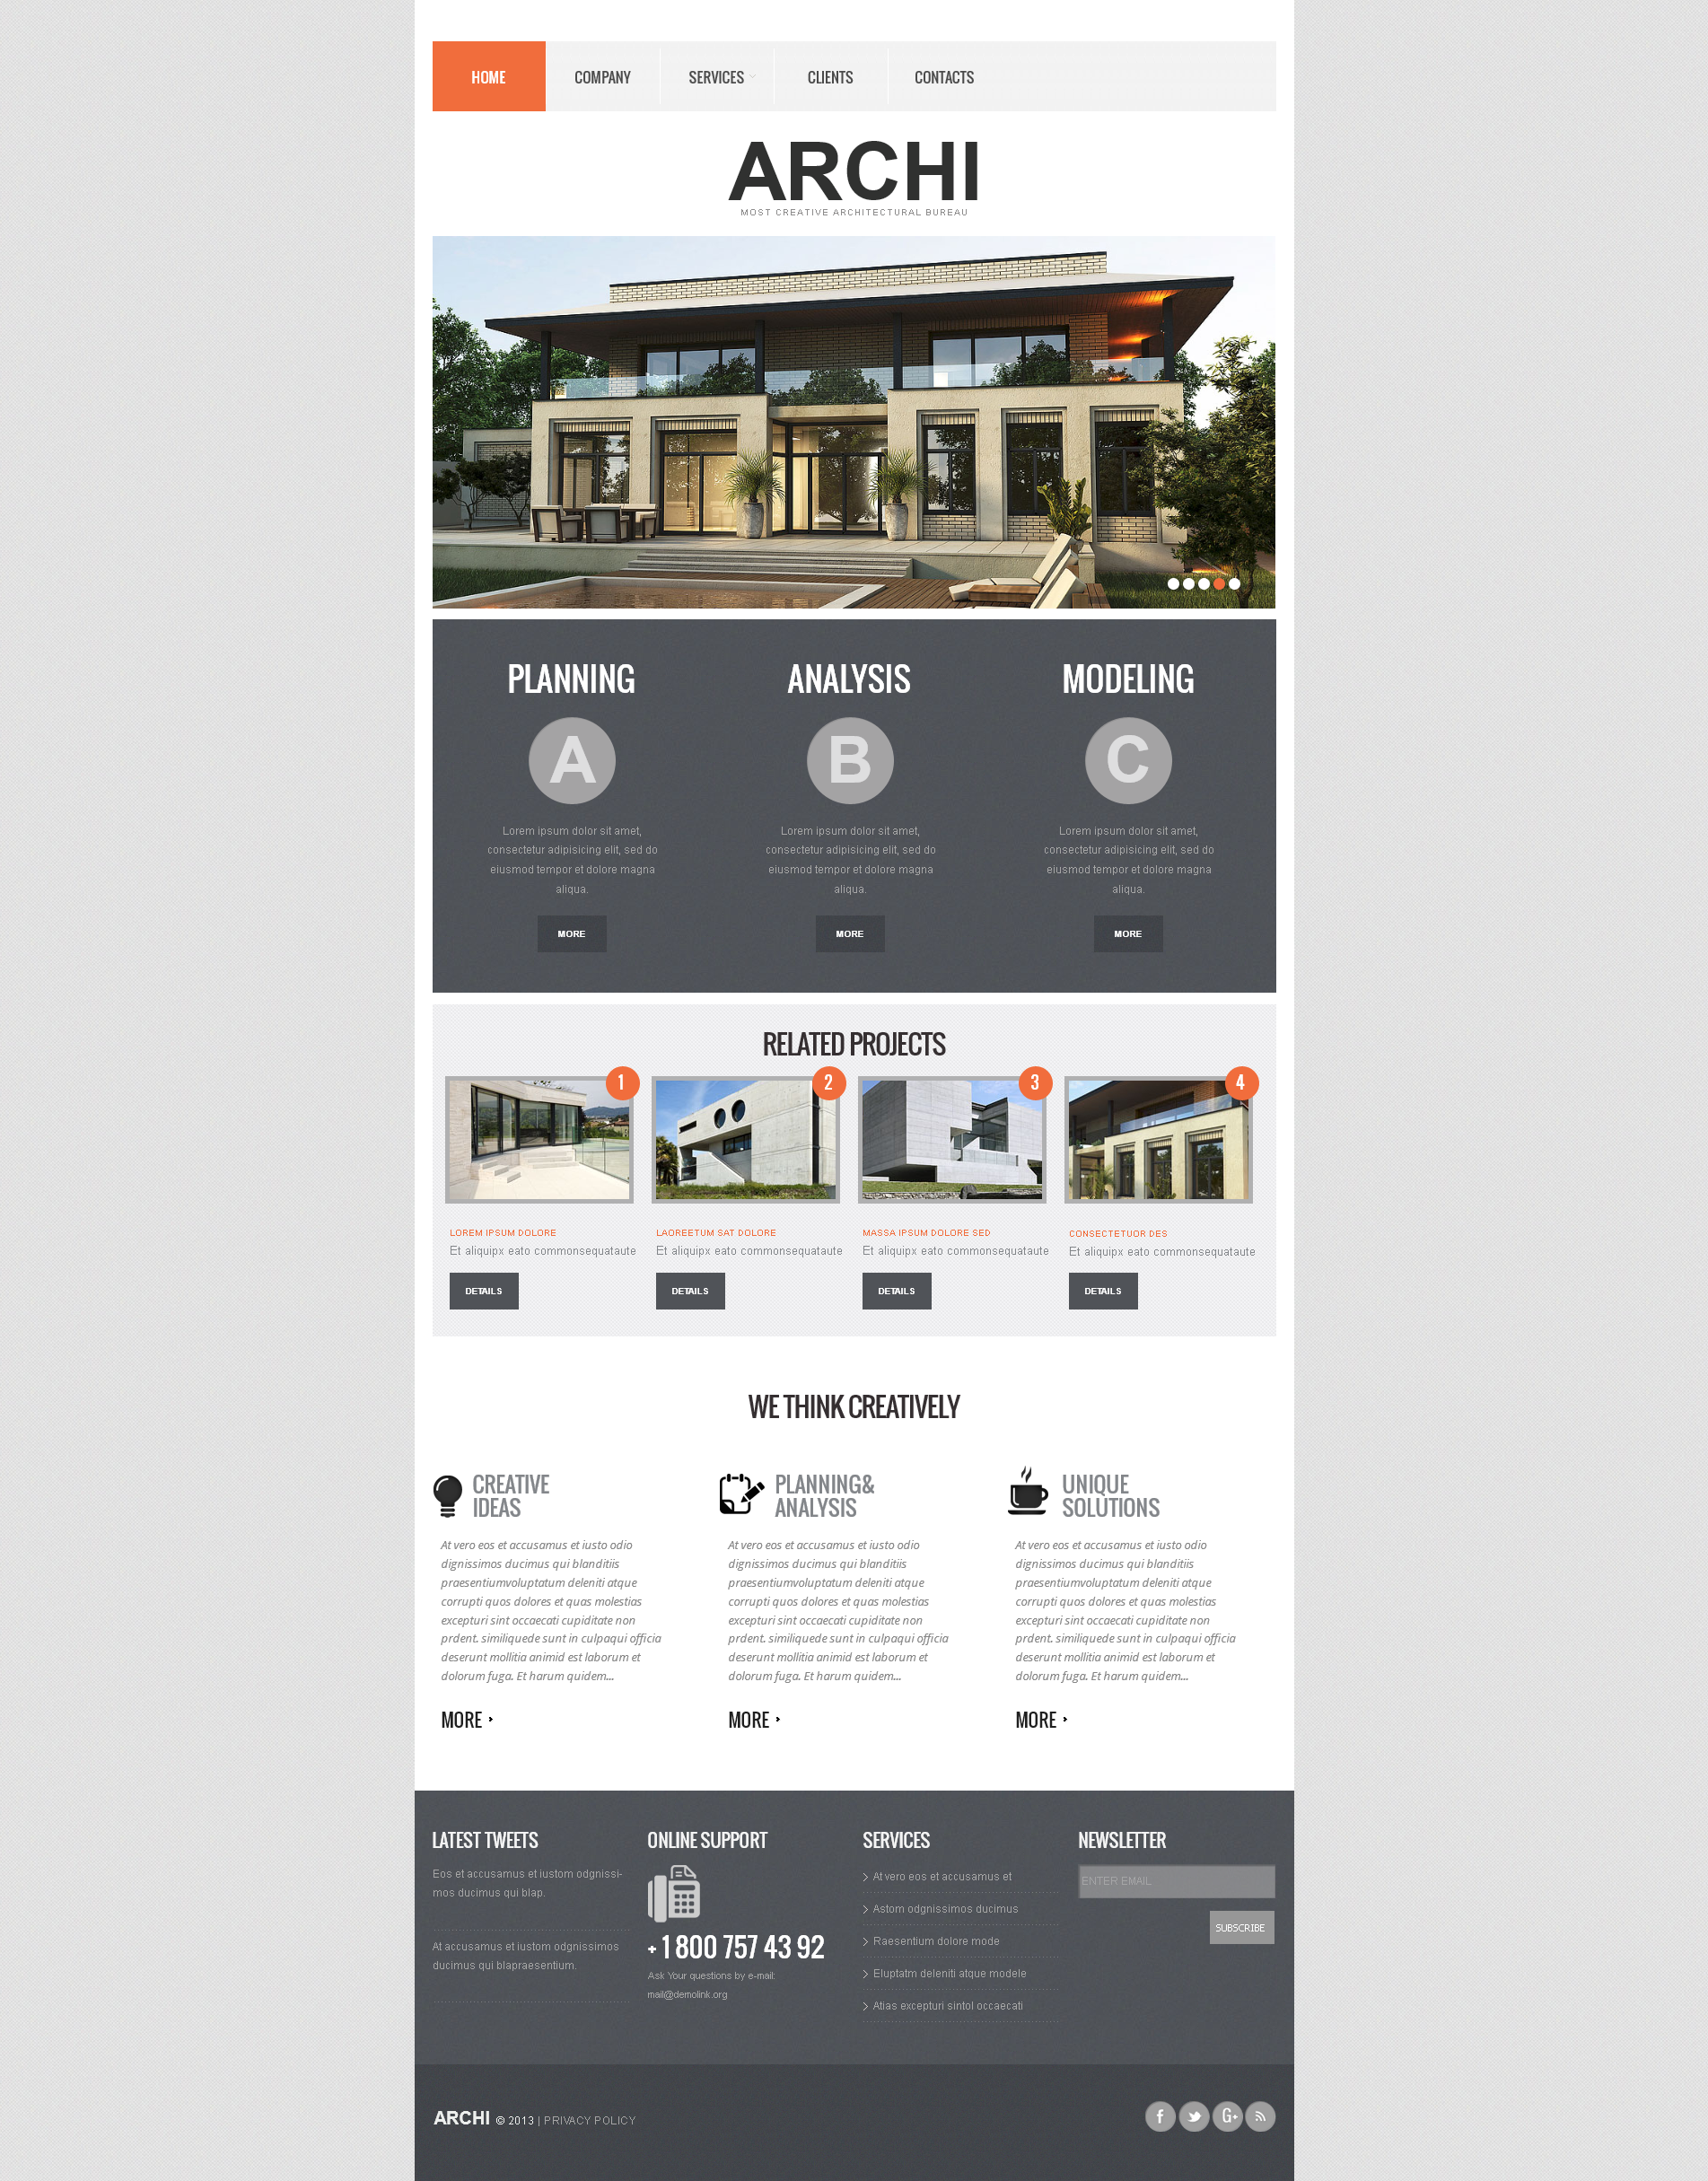 HOME COMPANY SERVICES CLIENTS CONTACTS
ARCHI
MOST CREATIVE ARCHITECTURAL BUREAU
PLANNING
A
Lorem ipsum dolor sit amet,
consectetur adipisicing elit, sed do
eiusmod tempor et dolore magna
aliqua.
MORE
ANALYSIS
B
Lorem ipsum dolor sit amet,
consectetur adipisicing elit, sed do
eiusmod tempor et dolore magna
aliqua.
MORE
MODELING
C
Lorem ipsum dolor sit amet,
consectetur adipisicing elit, sed do
eiusmod tempor et dolore magna
aliqua.
MORE
RELATED PROJECTS
1
LOREM IPSUM DOLORE
Et aliquipx eato commonsequataute
DETAILS
2
LAOREETUM SAT DOLORE
Et aliquipx eato commonsequataute
DETAILS
3
MASSA IPSUM DOLORE SED
Et aliquipx eato commonsequataute
DETAILS
4
CONSECTETUOR DES
Et aliquipx eato commonsequataute
DETAILS
WE THINK CREATIVELY
CREATIVE
IDEAS
At vero eos et accusamus et iusto odio
dignissimos ducimus qui blanditiis
praesentiumvoluptatum deleniti atque
corrupti quos dolores et quas molestias
excepturi sint occaecati cupiditate non
prdent. similiquede sunt in culpaqui officia
deserunt mollitia animid est laborum et
dolorum fuga. Et harum quidem...
MORE
PLANNING&
ANALYSIS
At vero eos et accusamus et iusto odio
dignissimos ducimus qui blanditiis
praesentiumvoluptatum deleniti atque
corrupti quos dolores et quas molestias
excepturi sint occaecati cupiditate non
prdent. similiquede sunt in culpaqui officia
deserunt mollitia animid est laborum et
dolorum fuga. Et harum quidem...
MORE
UNIQUE
SOLUTIONS
At vero eos et accusamus et iusto odio
dignissimos ducimus qui blanditiis
praesentiumvoluptatum deleniti atque
corrupti quos dolores et quas molestias
excepturi sint occaecati cupiditate non
prdent. similiquede sunt in culpaqui officia
deserunt mollitia animid est laborum et
dolorum fuga. Et harum quidem...
MORE
LATEST TWEETS
Eos et accusamus et iustom odgnissi-
mos ducimus qui blap.
At accusamus et iustom odgnissimos
ducimus qui blapraesentium.
ONLINE SUPPORT
+ 1 800 757 43 92
Ask Your questions by e-mail:
mail@demolink.org
SERVICES
At vero eos et accusamus et
Astom odgnissimos ducimus
Raesentium dolore mode
Eluptatm deleniti atque modele
Atias excepturi sintol occaecati
NEWSLETTER
ENTER EMAIL
SUBSCRIBE
ARCHI © 2013 | PRIVACY POLICY
f G+